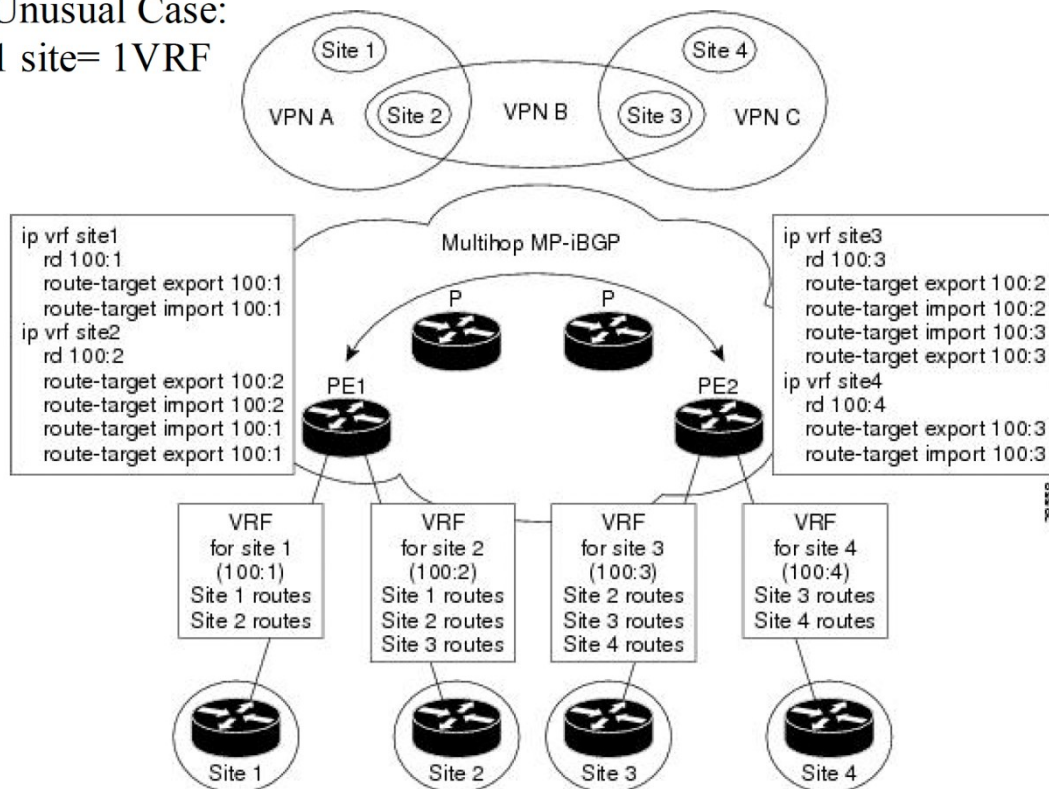 Unusual Case:
1 site= 1VRF
Site 1
Site 4
VPN A
Site 2
VPN B
Site 3
VPN C
ip vrf site1
rd 100:1
route-target export 100:1
route-target import 100:1
ip vrf site2
rd 100:2
route-target export 100:2
route-target import 100:2
route-target import 100:1
route-target export 100:1
Multihop MP-iBGP
P
P
PE1
PE2
ip vrf site3
rd 100:3
route-target export 100:2
route-target import 100:2
route-target import 100:3
route-target export 100:3
ip vrf site4
rd 100:4
route-target export 100:3
route-target import 100:3
VRF
for site 1
(100:1)
Site 1 routes
Site 2 routes
VRF
for site 2
(100:2)
Site 1 routes
Site 2 routes
Site 3 routes
VRF
for site 3
(100:3)
Site 2 routes
Site 3 routes
Site 4 routes
VRF
for site 4
(100:4)
Site 3 routes
Site 4 routes
Site 1
Site 2
Site 3
Site 4